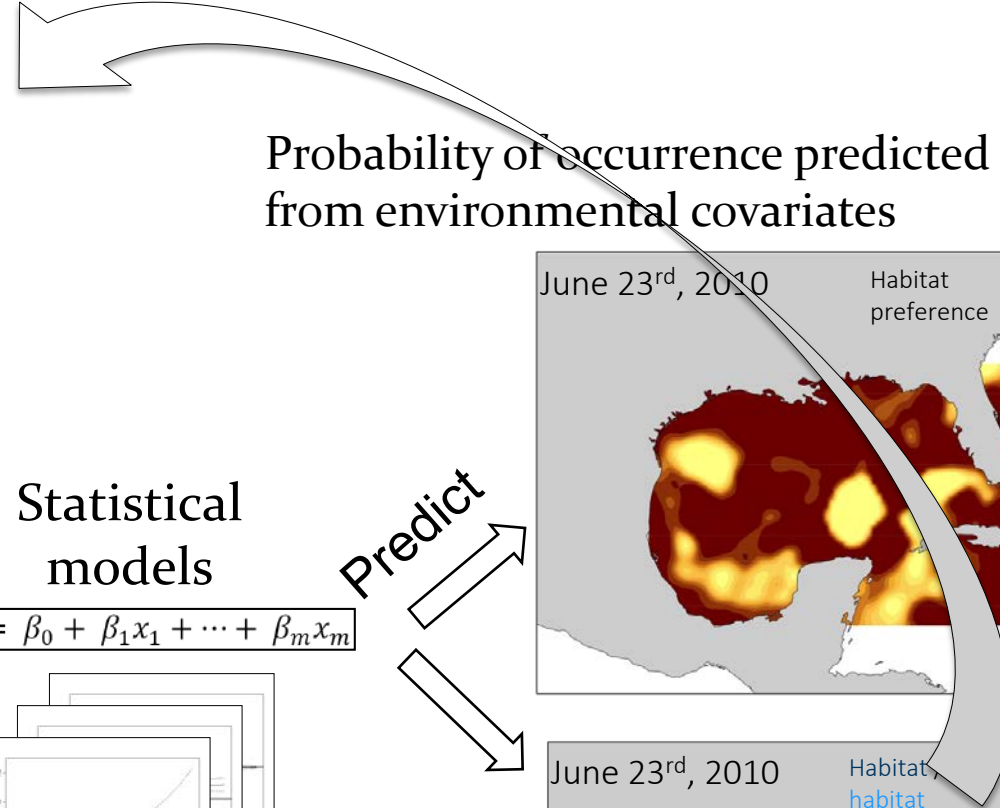 Probability of occurrence predicted
from environmental covariates
June 23rd, 2010
Habitat
preference
Statistical
models
Predict
= β₀ + β₁x₁ + ⋯ + βₘxₘ
June 23rd, 2010
Habitat /
habitat